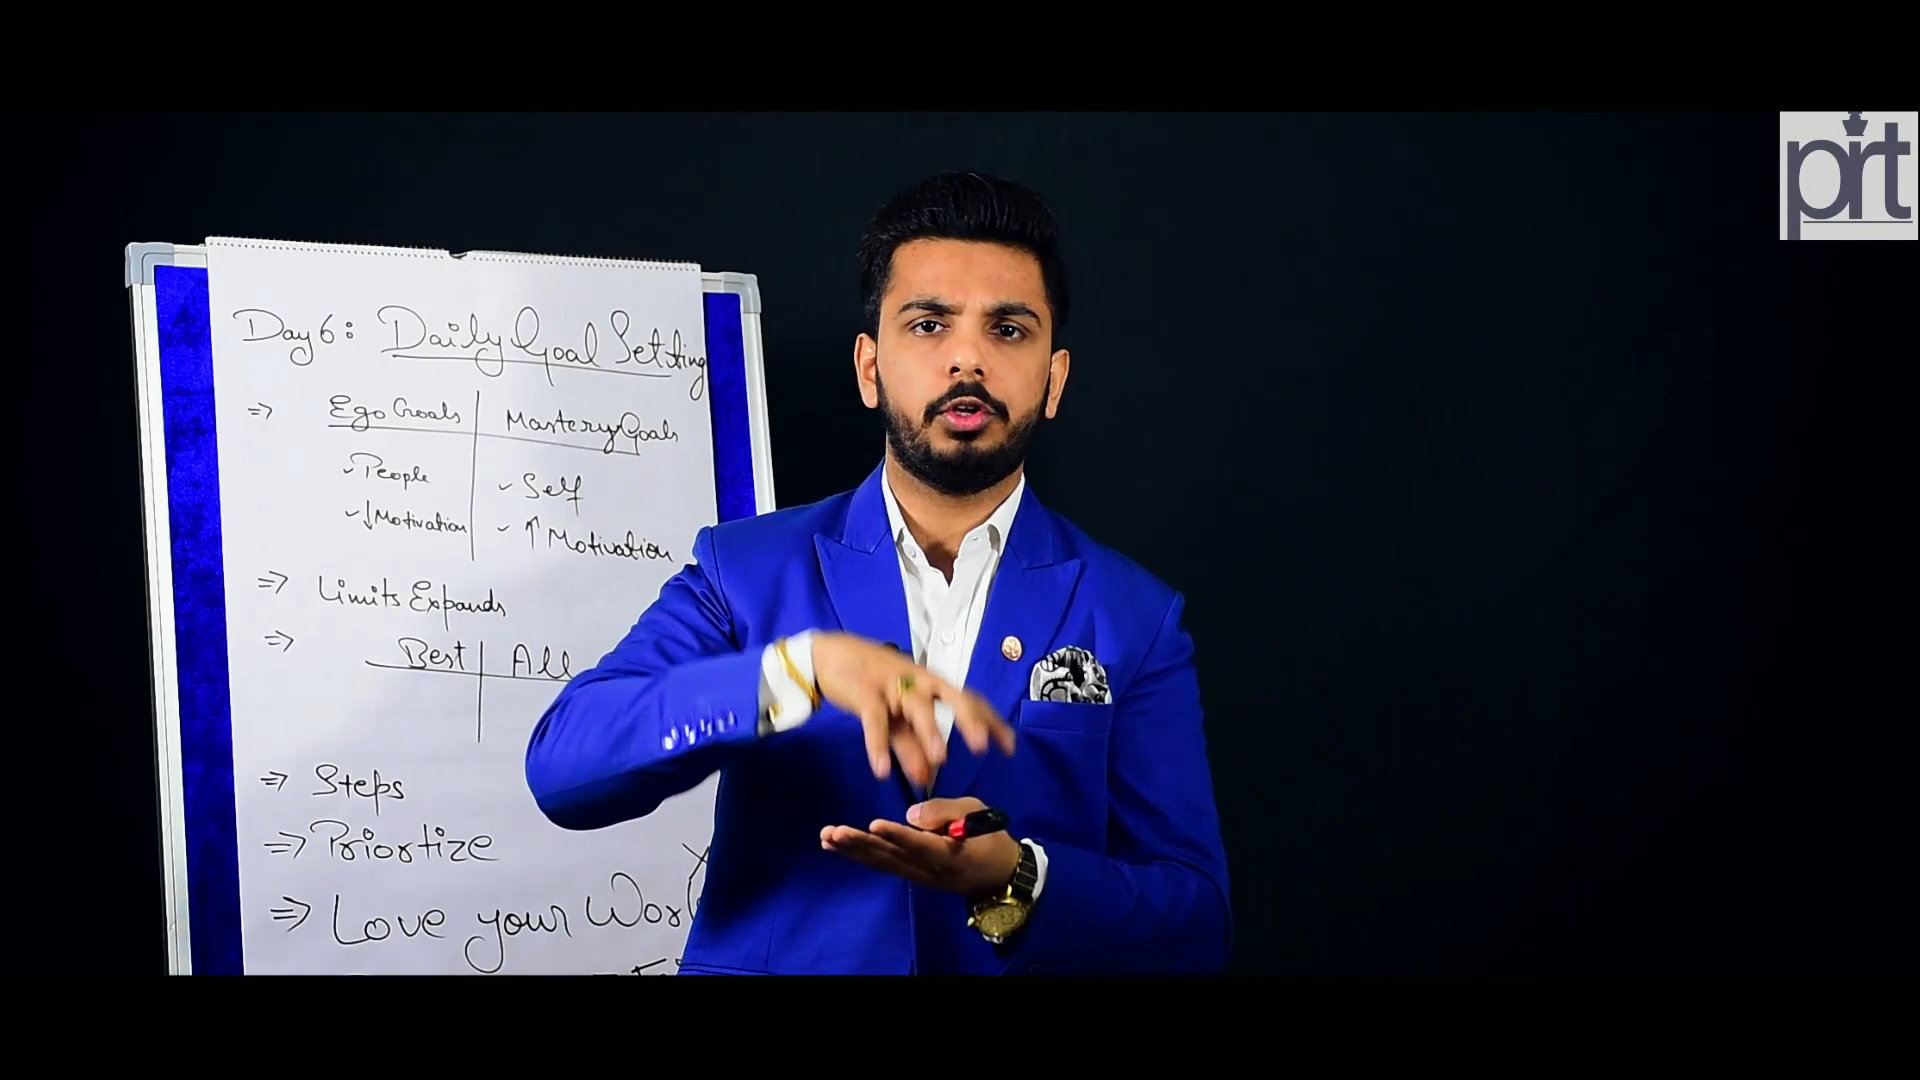 prt
Day 6: Daily Goal Setting
=> Ego Goals | Mastery Goals
✓ People ✓ Self
✓ ↓ Motivation ✓ ↑ Motivation
=> Limits Expands
=> Best | All
=> Steps
=> Priortize
=> Love your Wor